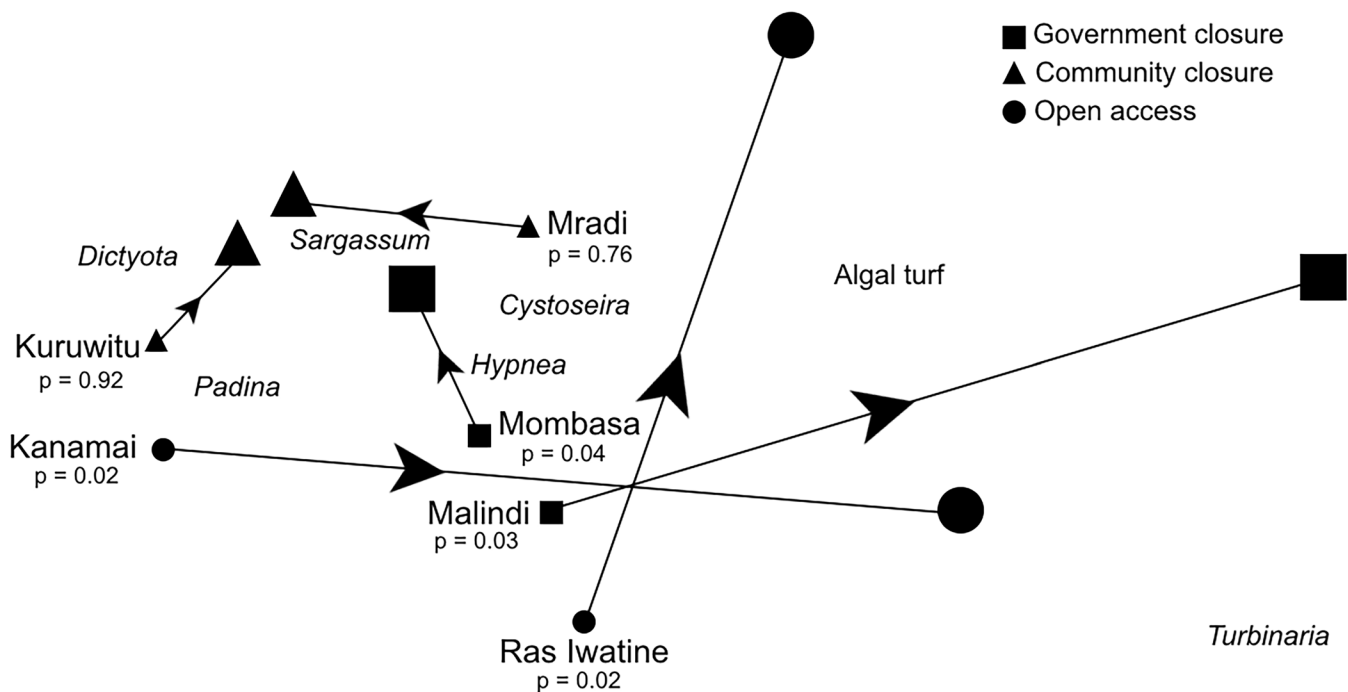 Government closure
Community closure
Open access
Mradi
p = 0.76
Sargassum
Dictyota
Algal turf
Cystoseira
Kuruwitu
p = 0.92
Hypnea
Padina
Mombasa
p = 0.04
Kanamai
p = 0.02
Malindi
p = 0.03
Ras Iwatine
p = 0.02
Turbinaria